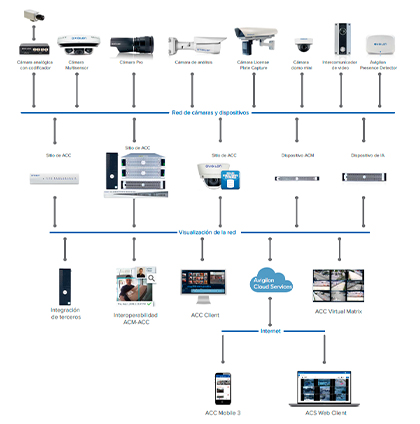 Cámara analógica
con codificador
Cámara
Multisensor
Cámara Pro
Cámara de análisis
Cámara License
Plate Capture
Cámara
domo mini
Intercomunicador
de video
Avigilon
Presence Detector
Red de cámaras y dispositivos
Sitio de ACC
Sitio de ACC
Sitio de ACC
Dispositivo ACM
Dispositivo de IA
Visualización de la red
Integración
de terceros
Interoperabilidad
ACM-ACC
ACC Client
Avigilon
Cloud Services
ACC Virtual Matrix
Internet
ACC Mobile 3
ACS Web Client